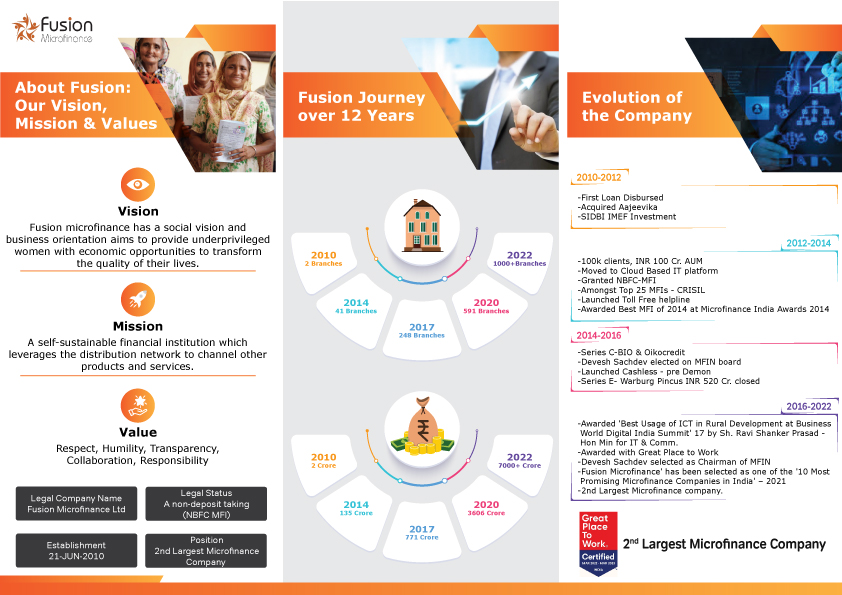 Fusion
Microfinance
About Fusion:
Our Vision,
Mission & Values
Vision
Fusion microfinance has a social vision and
business orientation aims to provide underprivileged
women with economic opportunities to transform
the quality of their lives.
Mission
A self-sustainable financial institution which
leverages the distribution network to channel other
products and services.
Value
Respect, Humility, Transparency,
Collaboration, Responsibility
Legal Company Name
Fusion Microfinance Ltd
Legal Status
A non-deposit taking
(NBFC MFI)
Establishment
21-JUN-2010
Position
2nd Largest Microfinance
Company
Fusion Journey
over 12 Years
2010
2 Branches
2014
41 Branches
2017
248 Branches
2020
591 Branches
2022
1000+Branches
₹
2010
2 Crore
2014
135 Crore
2017
771 Crore
2020
3606 Crore
2022
7000+ Crore
Evolution of
the Company
2010-2012
-First Loan Disbursed
-Acquired Aajeevika
-SIDBI IMEF Investment
2012-2014
-100k clients, INR 100 Cr. AUM
-Moved to Cloud Based IT platform
-Granted NBFC-MFI
-Amongst Top 25 MFIs - CRISIL
-Launched Toll Free helpline
-Awarded Best MFI of 2014 at Microfinance India Awards 2014
2014-2016
-Series C-BIO & Oikocredit
-Devesh Sachdev elected on MFIN board
-Launched Cashless - pre Demon
-Series E- Warburg Pincus INR 520 Cr. closed
2016-2022
-Awarded 'Best Usage of ICT in Rural Development at Business
World Digital India Summit' 17 by Sh. Ravi Shanker Prasad -
Hon Min for IT & Comm.
-Awarded with Great Place to Work
-Devesh Sachdev selected as Chairman of MFIN
-Fusion Microfinance' has been selected as one of the '10 Most
Promising Microfinance Companies in India' – 2021
-2nd Largest Microfinance company.
Great
Place
To
Work.
Certified
INDIA
2nd Largest Microfinance Company